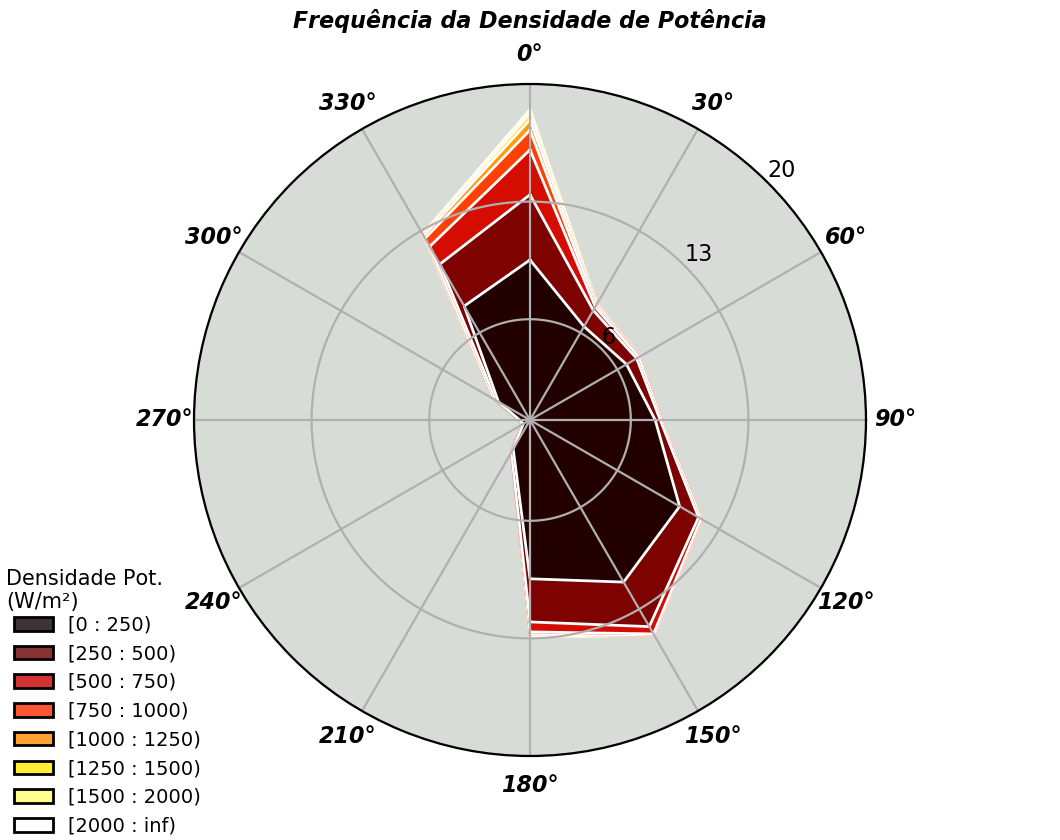 Frequência da Densidade de Potência
0°
330°
30°
20
300°
60°
13
6
270°
90°
240°
120°
210°
150°
180°
Densidade Pot.
(W/m²)
[0 : 250)
[250 : 500)
[500 : 750)
[750 : 1000)
[1000 : 1250)
[1250 : 1500)
[1500 : 2000)
[2000 : inf)